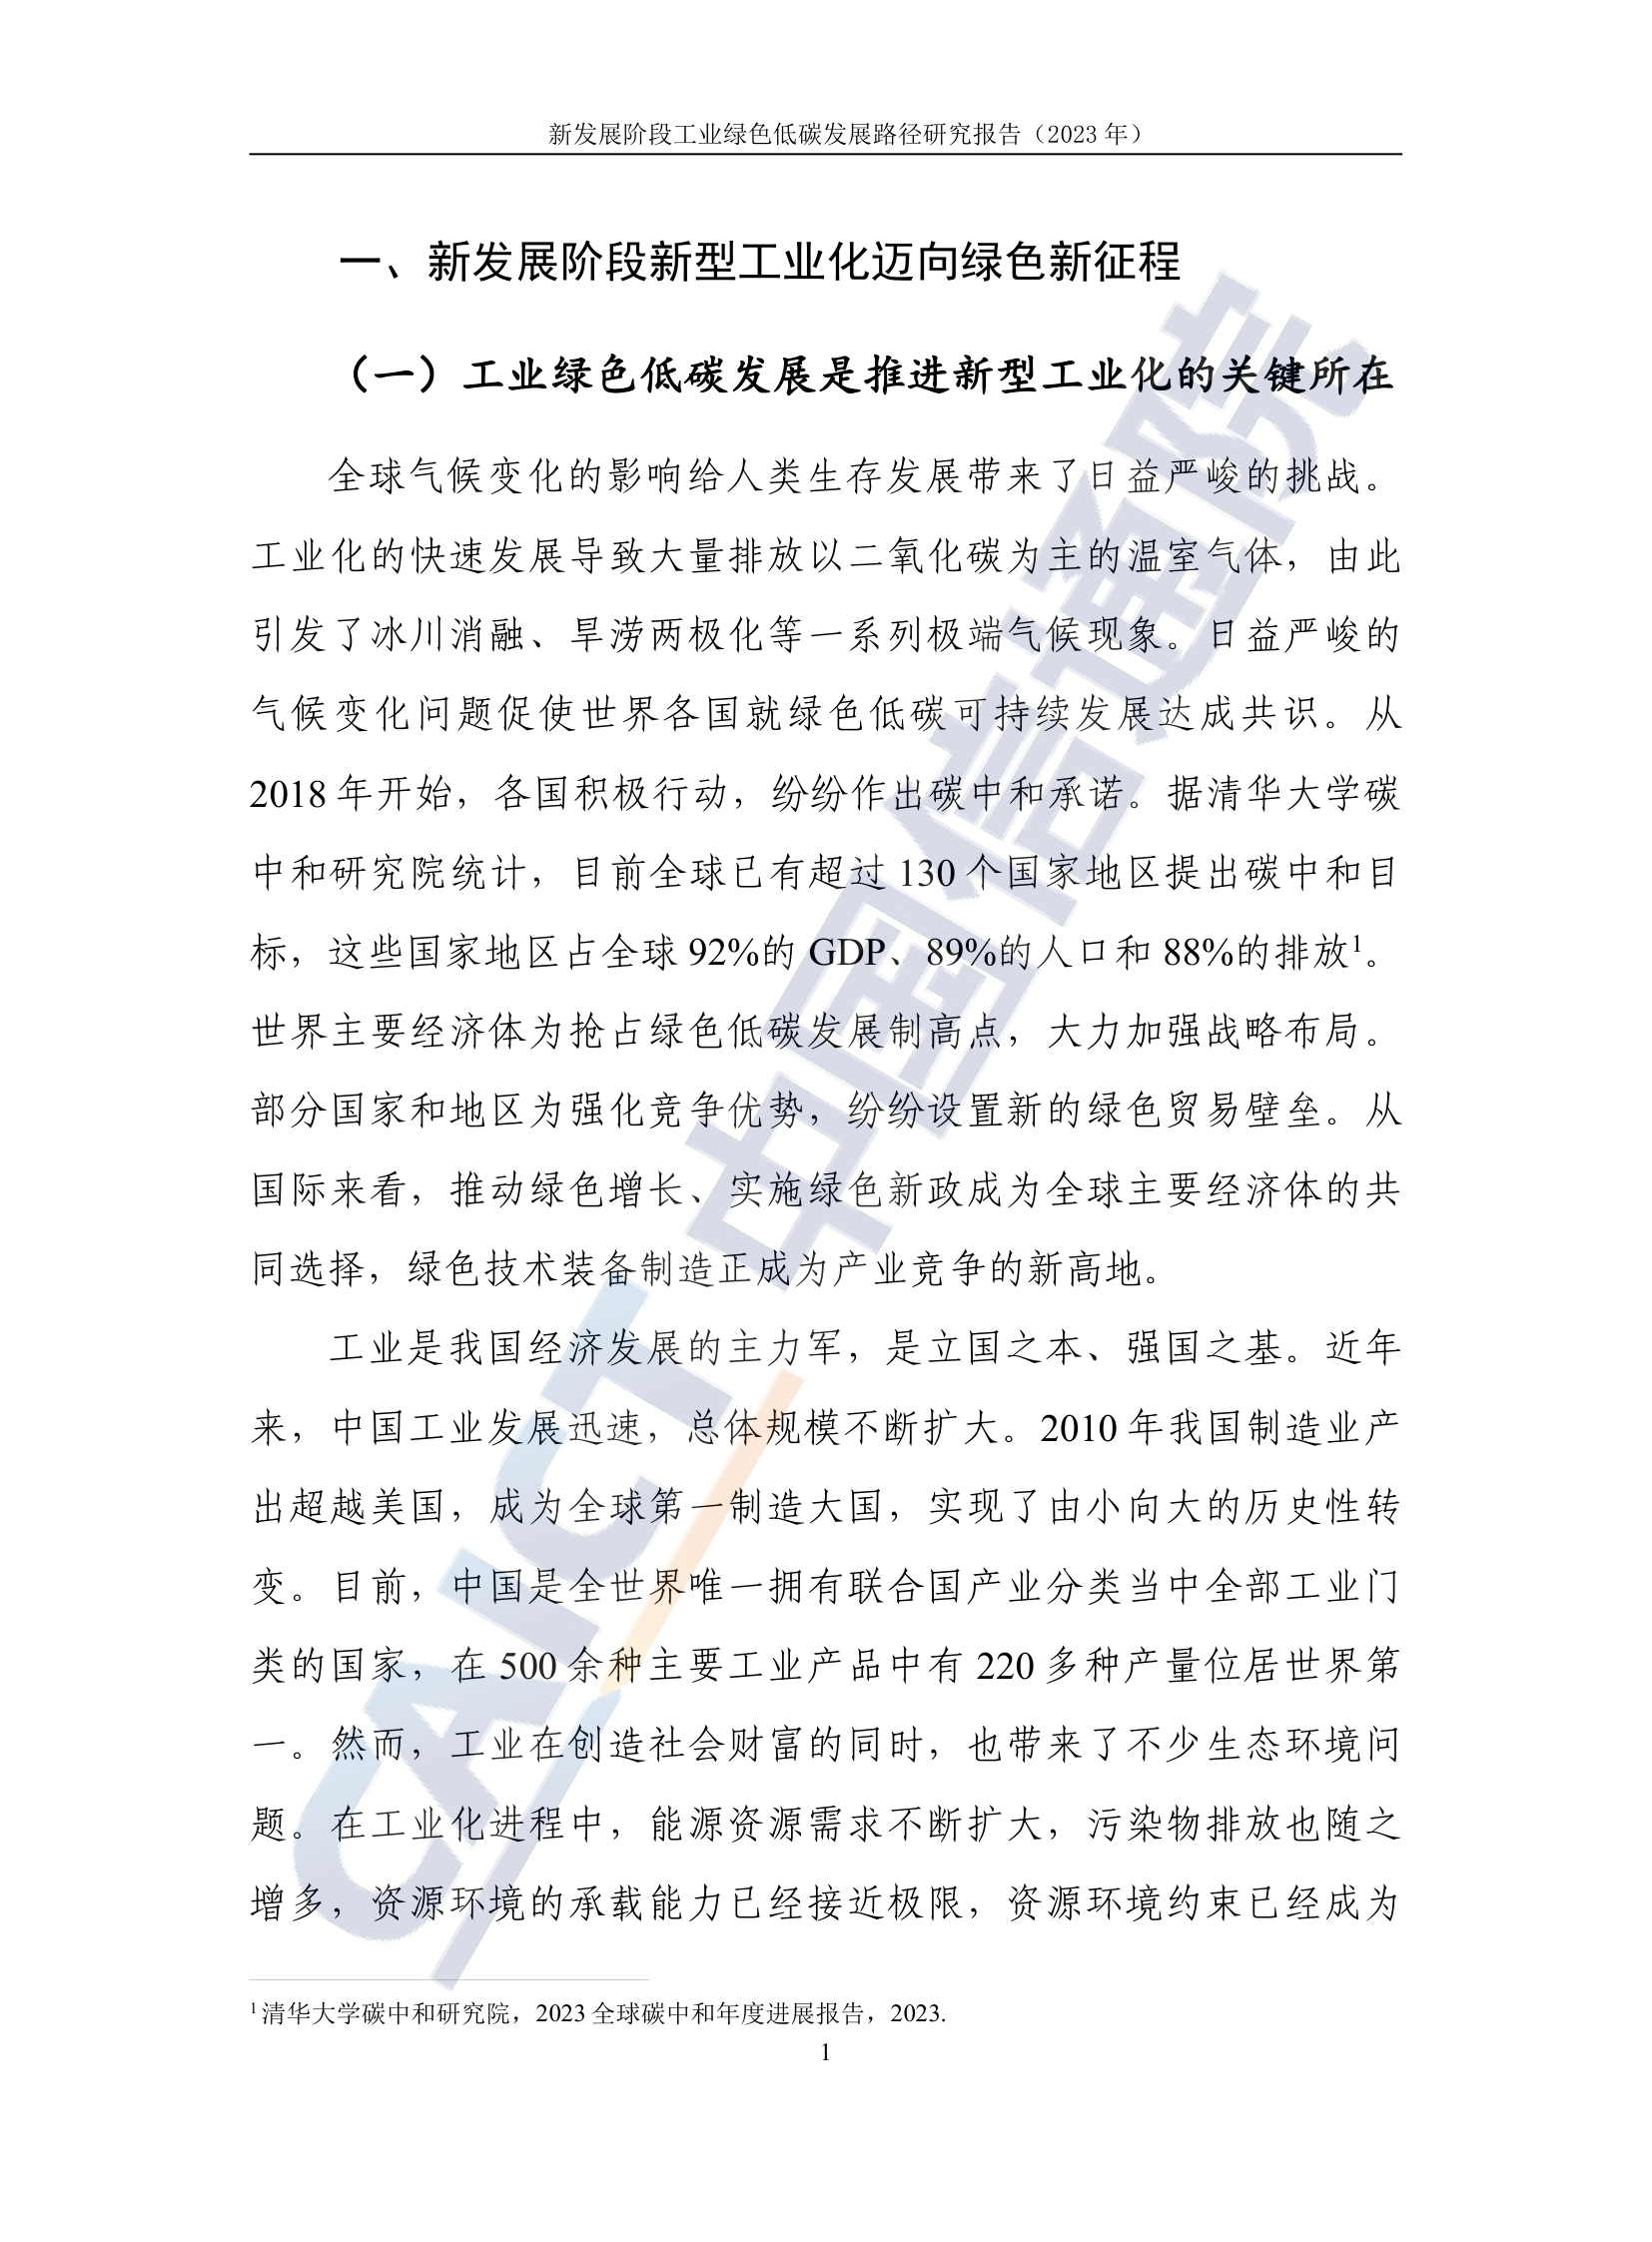 新发展阶段工业绿色低碳发展路径研究报告（2023 年）
一、新发展阶段新型工业化迈向绿色新征程
（一）工业绿色低碳发展是推进新型工业化的关键所在
全球气候变化的影响给人类生存发展带来了日益严峻的挑战。
工业化的快速发展导致大量排放以二氧化碳为主的温室气体，由此
引发了冰川消融、旱涝两极化等一系列极端气候现象。日益严峻的
气候变化问题促使世界各国就绿色低碳可持续发展达成共识。从
2018 年开始，各国积极行动，纷纷作出碳中和承诺。据清华大学碳
中和研究院统计，目前全球已有超过 130 个国家地区提出碳中和目
标，这些国家地区占全球 92%的 GDP、89%的人口和 88%的排放1。
世界主要经济体为抢占绿色低碳发展制高点，大力加强战略布局。
部分国家和地区为强化竞争优势，纷纷设置新的绿色贸易壁垒。从
国际来看，推动绿色增长、实施绿色新政成为全球主要经济体的共
同选择，绿色技术装备制造正成为产业竞争的新高地。
工业是我国经济发展的主力军，是立国之本、强国之基。近年
来，中国工业发展迅速，总体规模不断扩大。2010 年我国制造业产
出超越美国，成为全球第一制造大国，实现了由小向大的历史性转
变。目前，中国是全世界唯一拥有联合国产业分类当中全部工业门
类的国家，在 500 余种主要工业产品中有 220 多种产量位居世界第
一。然而，工业在创造社会财富的同时，也带来了不少生态环境问
题。在工业化进程中，能源资源需求不断扩大，污染物排放也随之
增多，资源环境的承载能力已经接近极限，资源环境约束已经成为
1 清华大学碳中和研究院，2023 全球碳中和年度进展报告，2023.
1
CAICT 中国信通院